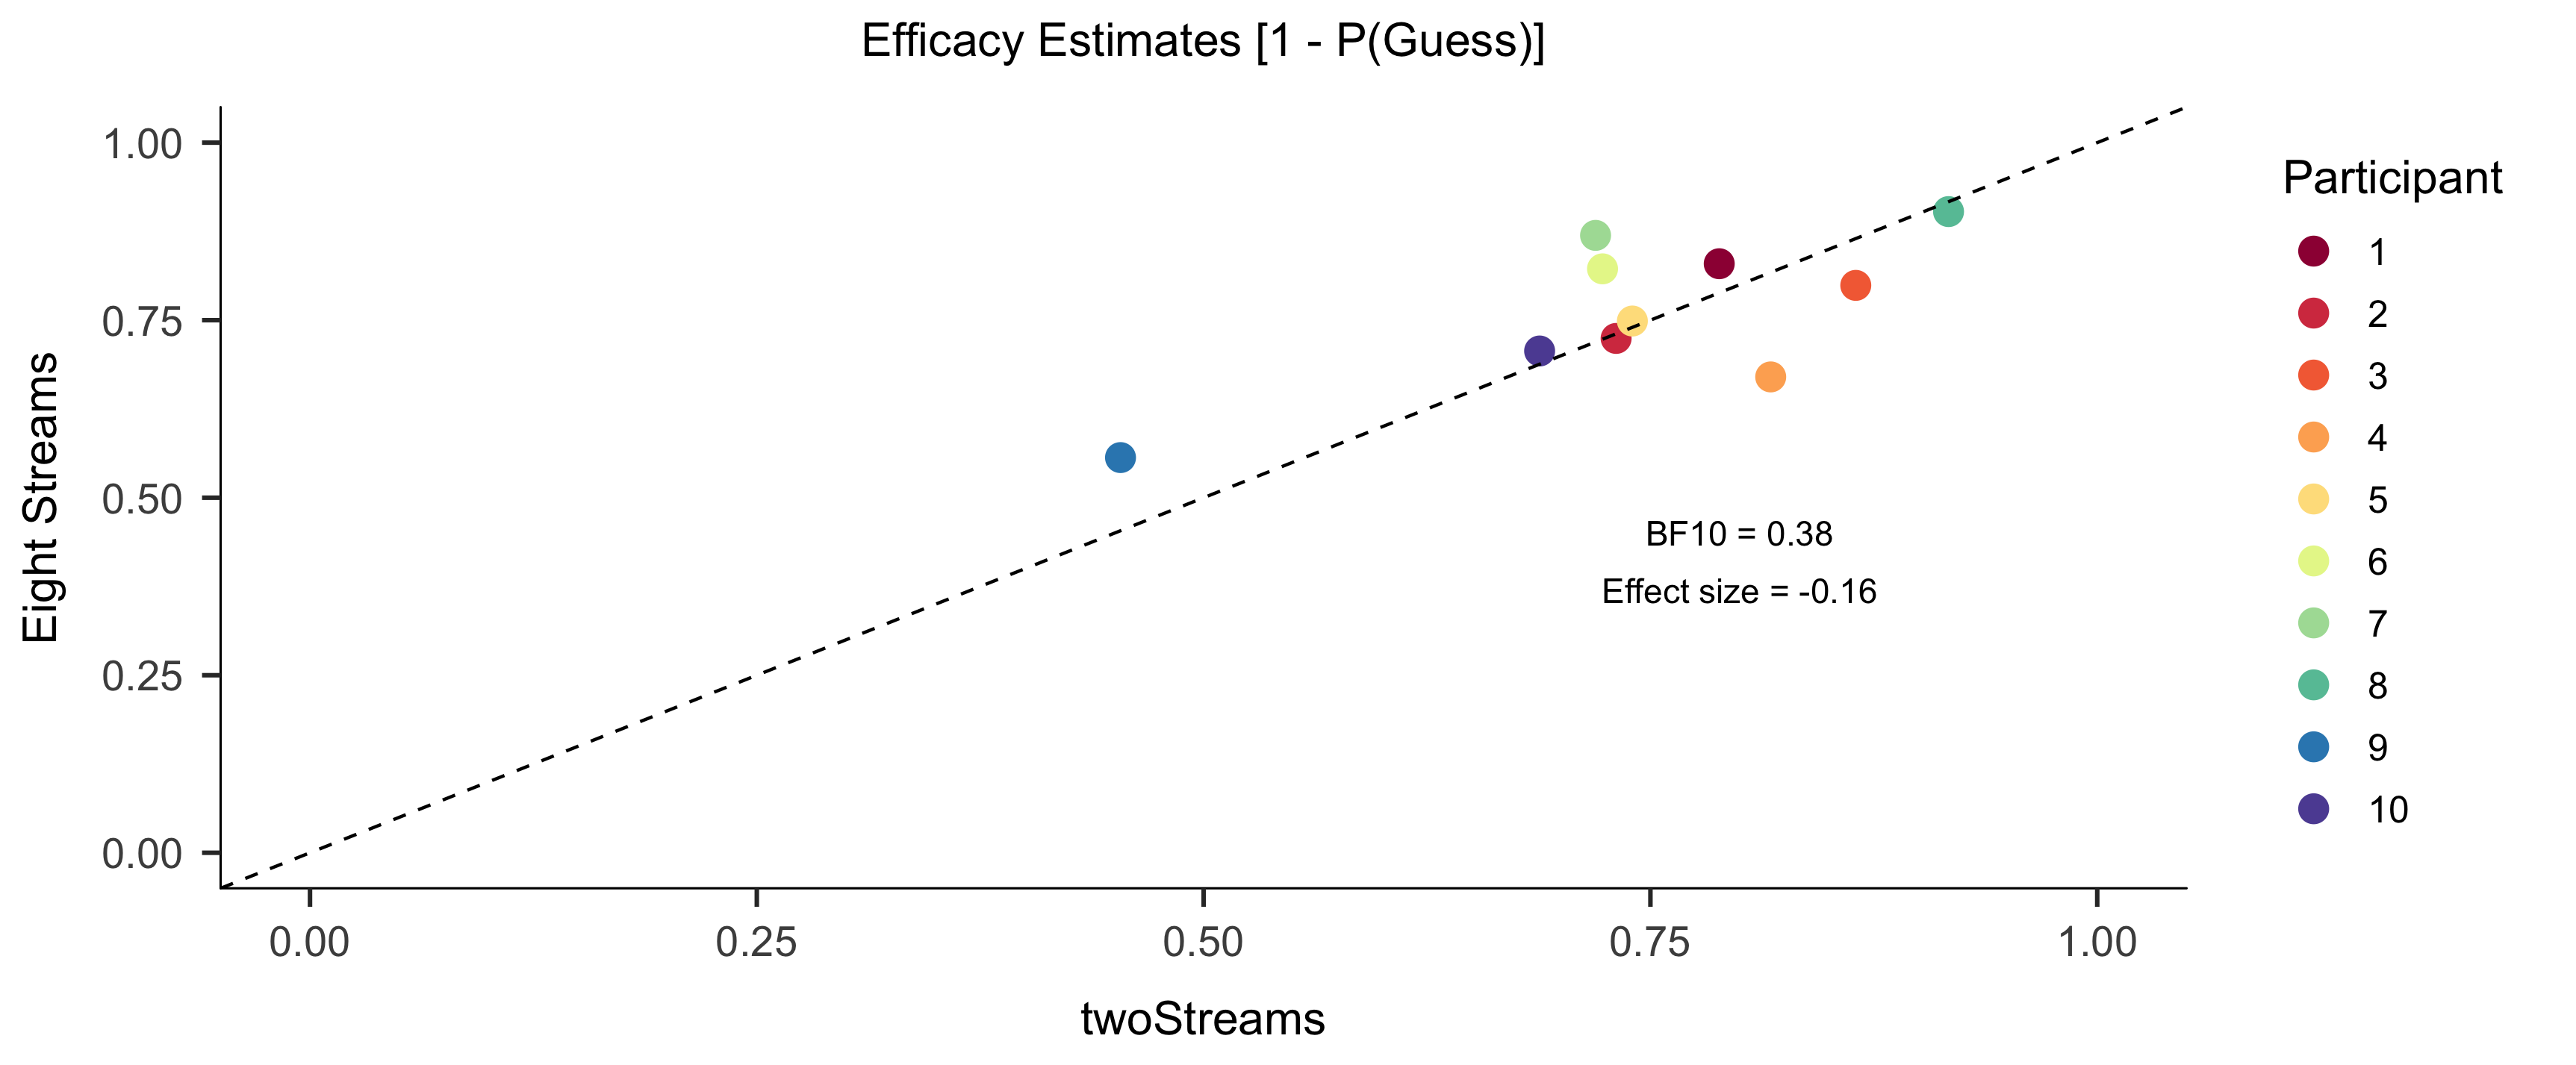 Efficacy Estimates [1 - P(Guess)]
Eight Streams
1.00
0.75
0.50
0.25
0.00
BF10 = 0.38
Effect size = -0.16
0.00 0.25 0.50 0.75 1.00
twoStreams
Participant
1
2
3
4
5
6
7
8
9
10